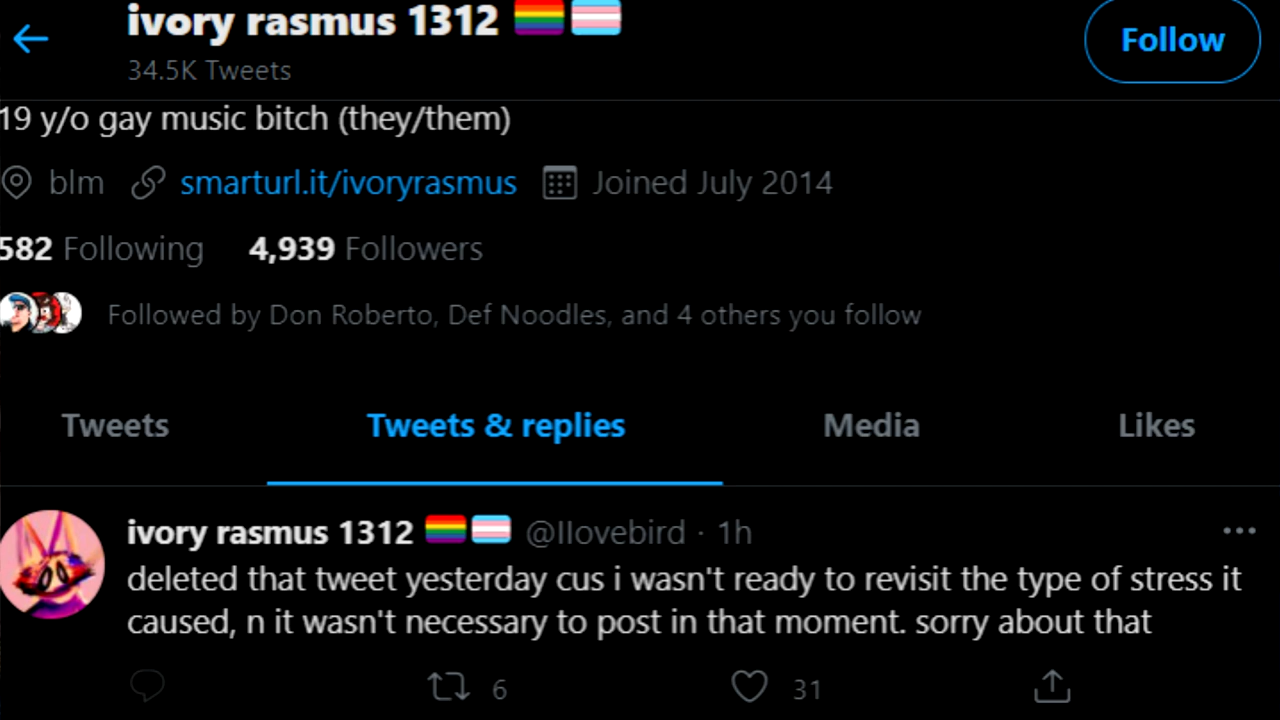 ivory rasmus 1312
Follow
34.5K Tweets
19 y/o gay music bitch (they/them)
blm smarturl.it/ivoryrasmus Joined July 2014
582 Following 4,939 Followers
Followed by Don Roberto, Def Noodles, and 4 others you follow
Tweets Tweets & replies Media Likes
ivory rasmus 1312 @IIovebird · 1h
deleted that tweet yesterday cus i wasn't ready to revisit the type of stress it
caused, n it wasn't necessary to post in that moment. sorry about that
6 31